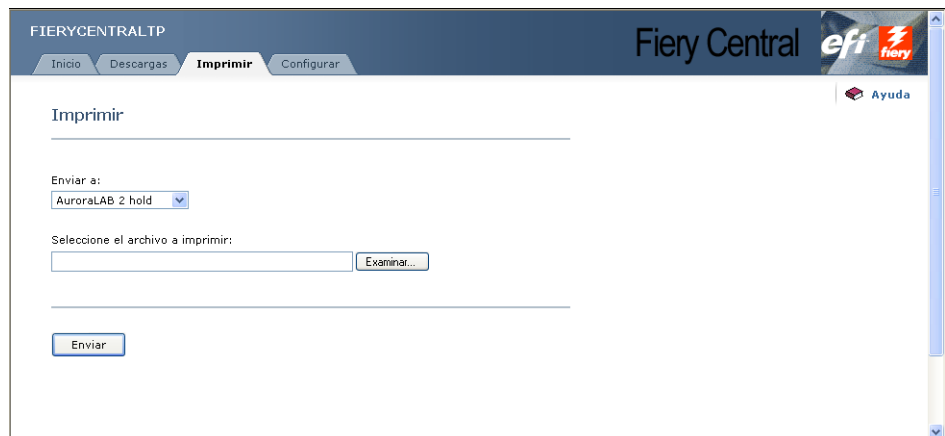 FIERYCENTRALTP
Fiery Central
efi
fiery
Inicio
Descargas
Imprimir
Configurar
Ayuda
Imprimir
Enviar a:
AuroraLAB 2 hold
Seleccione el archivo a imprimir:
Examinar...
Enviar